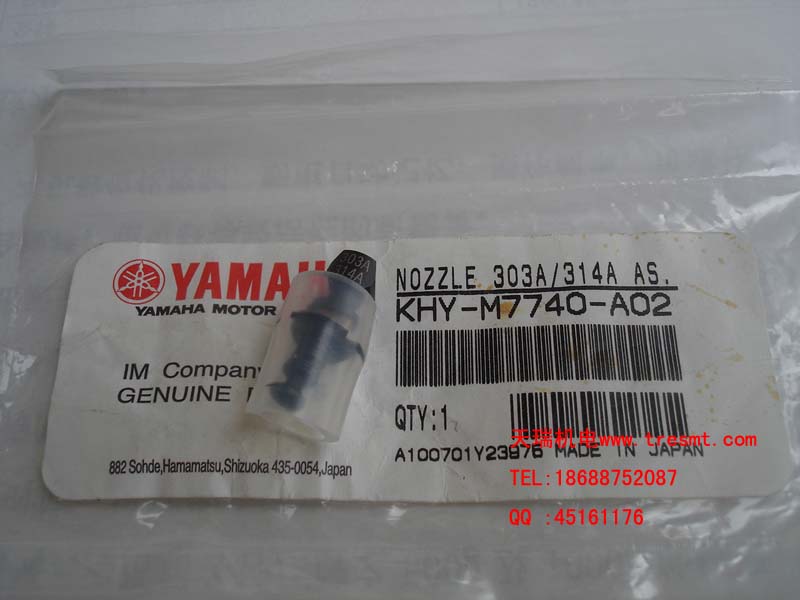 YAMAHA
YAMAHA MOTOR
IM Company
GENUINE
882 Sohde,Hamamatsu,Shizuoka 435-0054,Japan
303A
314A
NOZZLE 303A/314A AS.
KHY-M7740-A02
QTY:1
A100701Y23976 MADE IN JAPAN
天瑞机电www.tresmt.com
TEL:18688752087
QQ :45161176